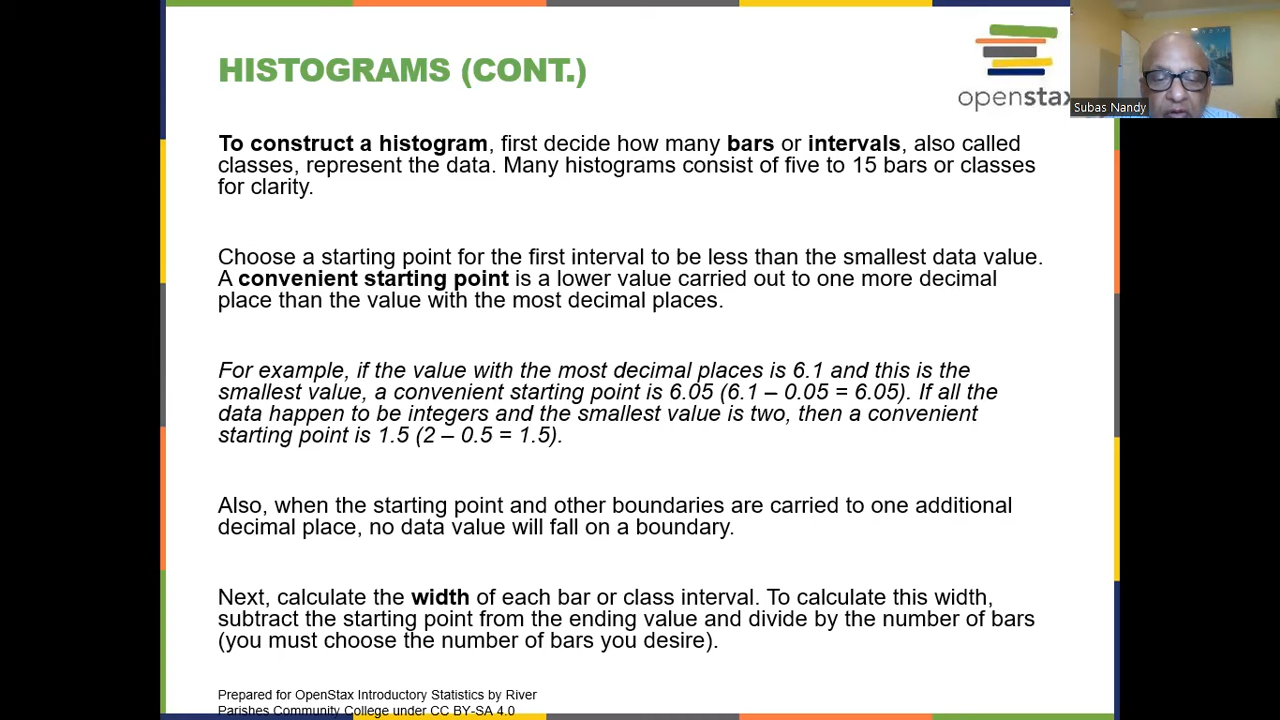 HISTOGRAMS (CONT.)
openstax
Subas Nandy
To construct a histogram, first decide how many bars or intervals, also called
classes, represent the data. Many histograms consist of five to 15 bars or classes
for clarity.
Choose a starting point for the first interval to be less than the smallest data value.
A convenient starting point is a lower value carried out to one more decimal
place than the value with the most decimal places.
For example, if the value with the most decimal places is 6.1 and this is the
smallest value, a convenient starting point is 6.05 (6.1 – 0.05 = 6.05). If all the
data happen to be integers and the smallest value is two, then a convenient
starting point is 1.5 (2 – 0.5 = 1.5).
Also, when the starting point and other boundaries are carried to one additional
decimal place, no data value will fall on a boundary.
Next, calculate the width of each bar or class interval. To calculate this width,
subtract the starting point from the ending value and divide by the number of bars
(you must choose the number of bars you desire).
Prepared for OpenStax Introductory Statistics by River
Parishes Community College under CC BY-SA 4.0